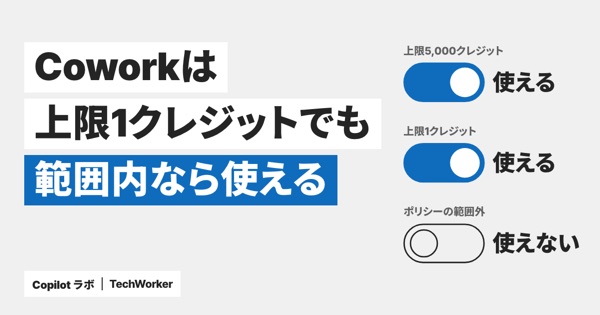 Coworkは
上限1クレジットでも
範囲内なら使える
上限5,000クレジット
使える
上限1クレジット
使える
ポリシーの範囲外
使えない
Copilot ラボ | TechWorker